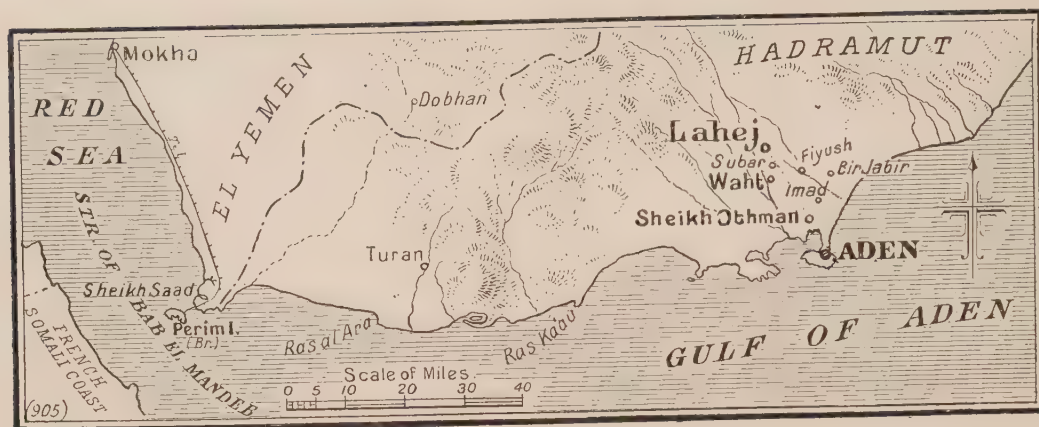 Mokha
RED
SEA
EL YEMEN
Dobhan
HADRAMUT
Lahej
Subar
Fiyush
Bir Jabir
Waht
Imad
Sheikh Othman
ADEN
STR. OF
BAB EL MANDEB
Turan
Sheikh Saad
Perim I.
(Br.)
Ras al Ara
Ras Kaau
GULF OF ADEN
FRENCH
SOMALI COAST
Scale of Miles
0 5 10 20 30 40
(905)